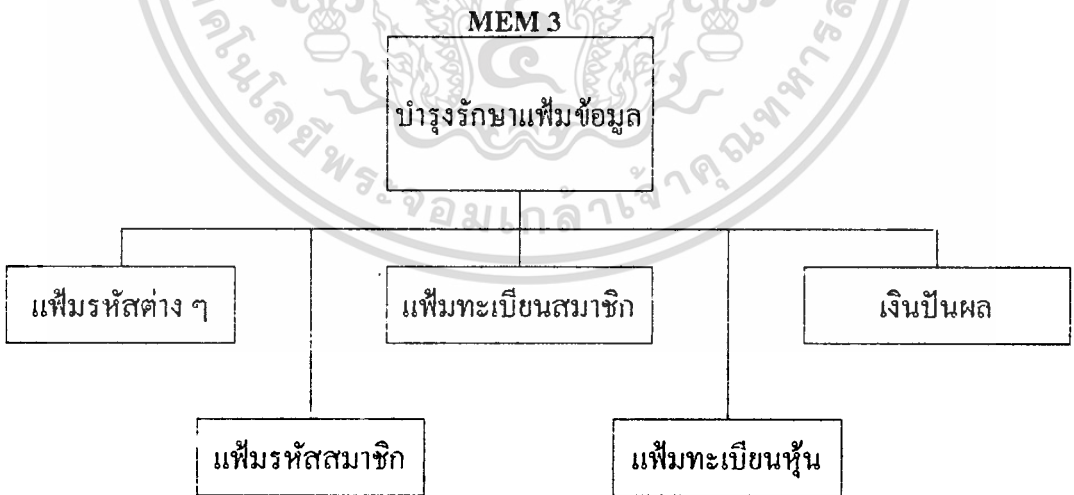 MEM 3
บำรุงรักษาแฟ้มข้อมูล
แฟ้มรหัสต่าง ๆ
แฟ้มทะเบียนสมาชิก
เงินปันผล
แฟ้มรหัสสมาชิก
แฟ้มทะเบียนหุ้น